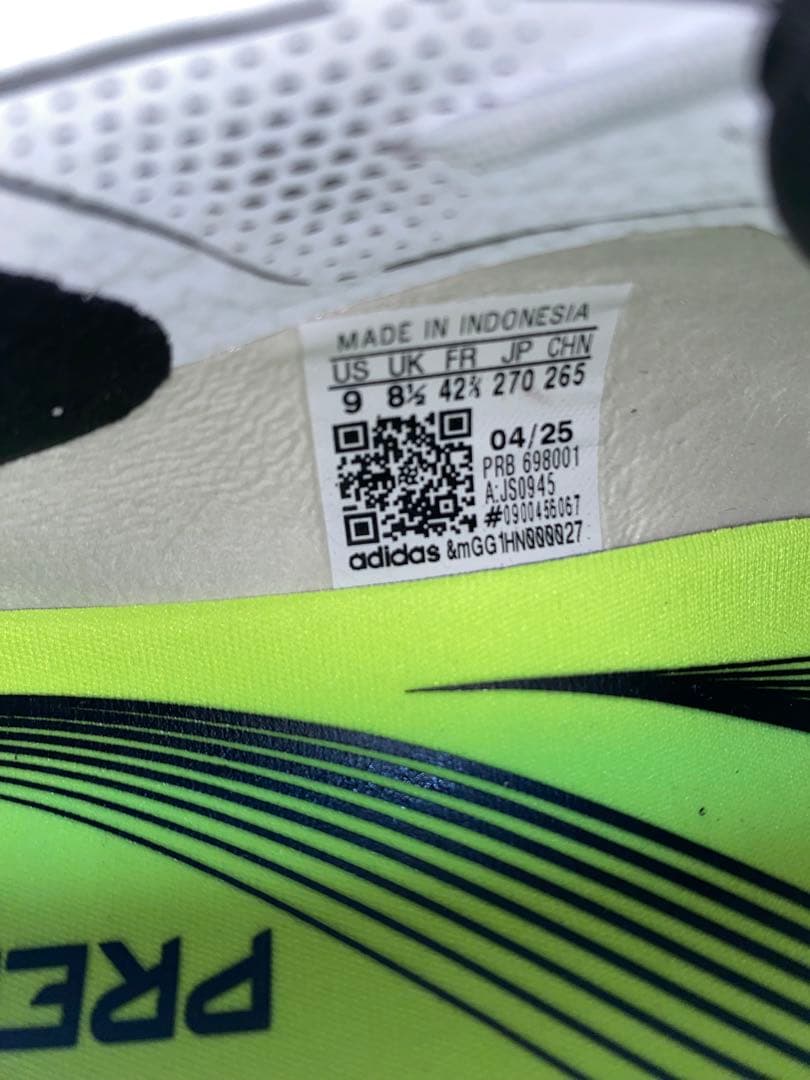 MADE IN INDONESIA
US UK FR JP CHN
9 8½ 42⅔ 270 265
04/25
PRB 698001
A:JS0945
#0900456067
adidas &mGG1HN000027
PRE